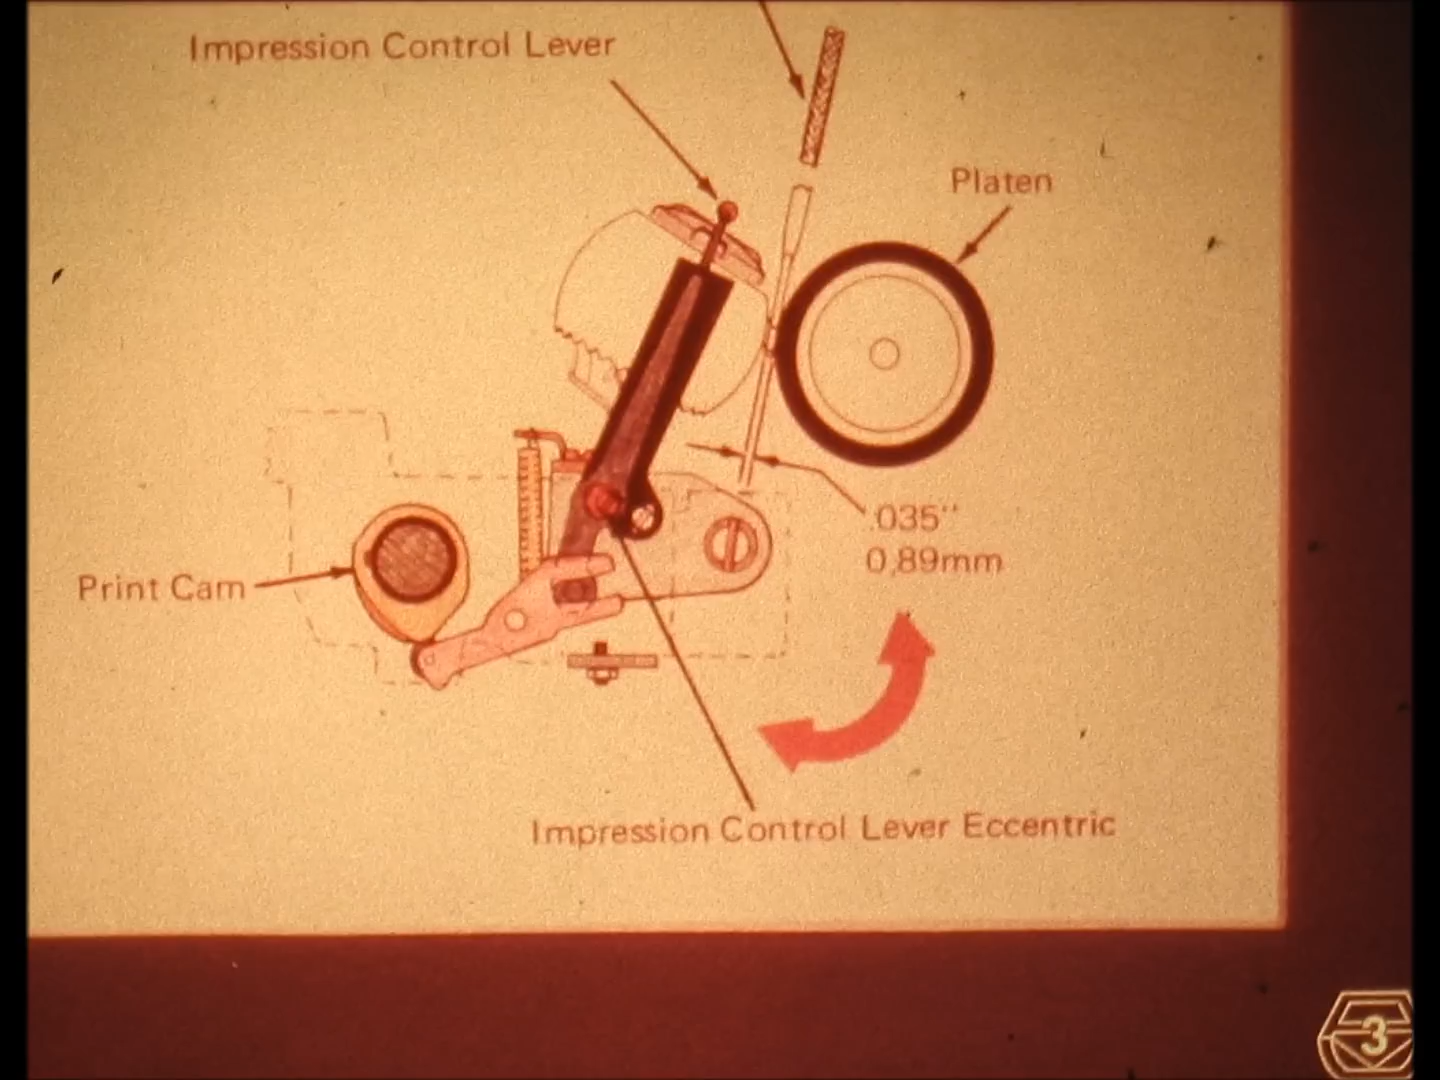 Impression Control Lever
Platen
.035"
0,89mm
Print Cam
Impression Control Lever Eccentric
3